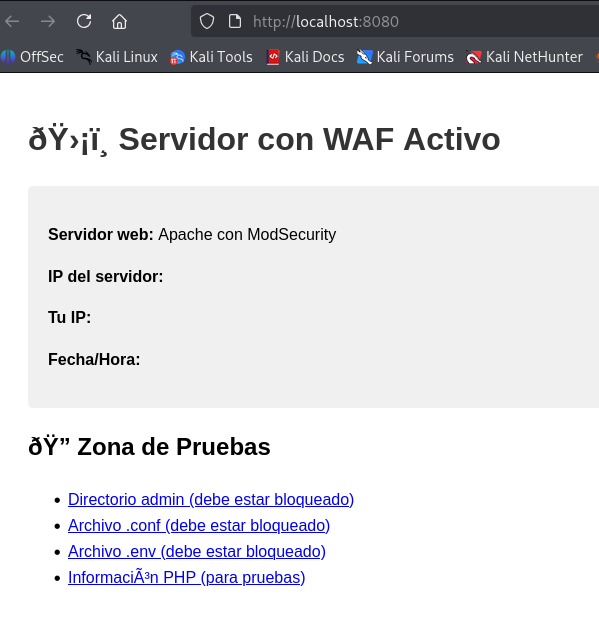 http://localhost:8080
OffSec Kali Linux Kali Tools Kali Docs Kali Forums Kali NetHunter
ðŸ›¡ï¸ Servidor con WAF Activo
Servidor web: Apache con ModSecurity
IP del servidor:
Tu IP:
Fecha/Hora:
ðŸ” Zona de Pruebas
• Directorio admin (debe estar bloqueado)
• Archivo .conf (debe estar bloqueado)
• Archivo .env (debe estar bloqueado)
• InformaciÃ³n PHP (para pruebas)